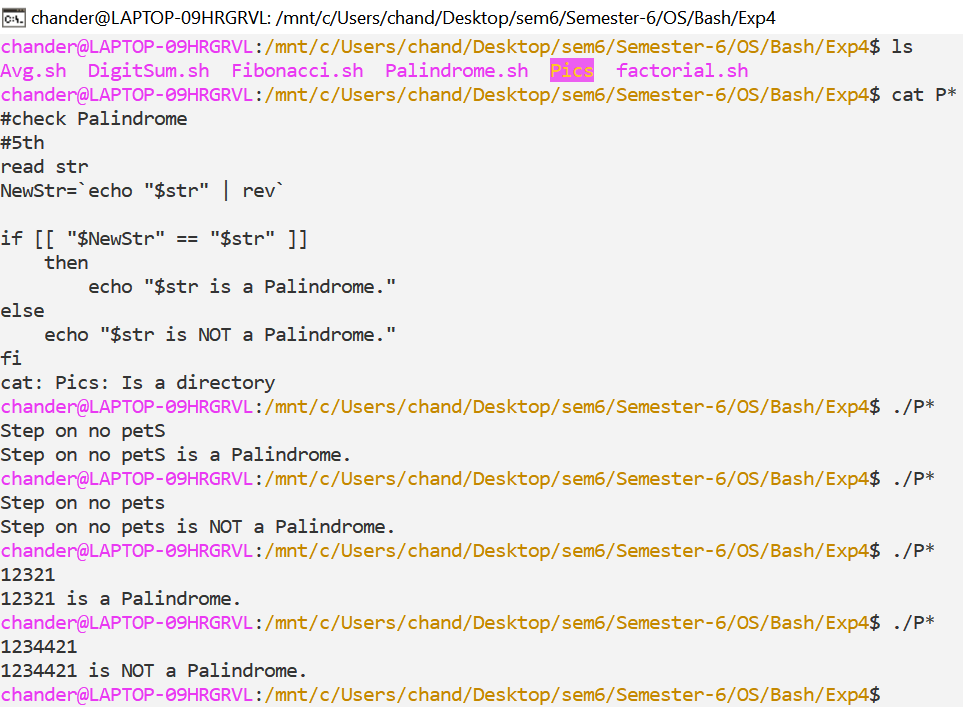 chander@LAPTOP-09HRGRVL: /mnt/c/Users/chand/Desktop/sem6/Semester-6/OS/Bash/Exp4
chander@LAPTOP-09HRGRVL:/mnt/c/Users/chand/Desktop/sem6/Semester-6/OS/Bash/Exp4$ ls
Avg.sh  DigitSum.sh  Fibonacci.sh  Palindrome.sh  Pics  factorial.sh
chander@LAPTOP-09HRGRVL:/mnt/c/Users/chand/Desktop/sem6/Semester-6/OS/Bash/Exp4$ cat P*
#check Palindrome
#5th
read str
NewStr=`echo "$str" | rev`

if [[ "$NewStr" == "$str" ]]
    then
        echo "$str is a Palindrome."
else
    echo "$str is NOT a Palindrome."
fi
cat: Pics: Is a directory
chander@LAPTOP-09HRGRVL:/mnt/c/Users/chand/Desktop/sem6/Semester-6/OS/Bash/Exp4$ ./P*
Step on no petS
Step on no petS is a Palindrome.
chander@LAPTOP-09HRGRVL:/mnt/c/Users/chand/Desktop/sem6/Semester-6/OS/Bash/Exp4$ ./P*
Step on no pets
Step on no pets is NOT a Palindrome.
chander@LAPTOP-09HRGRVL:/mnt/c/Users/chand/Desktop/sem6/Semester-6/OS/Bash/Exp4$ ./P*
12321
12321 is a Palindrome.
chander@LAPTOP-09HRGRVL:/mnt/c/Users/chand/Desktop/sem6/Semester-6/OS/Bash/Exp4$ ./P*
1234421
1234421 is NOT a Palindrome.
chander@LAPTOP-09HRGRVL:/mnt/c/Users/chand/Desktop/sem6/Semester-6/OS/Bash/Exp4$